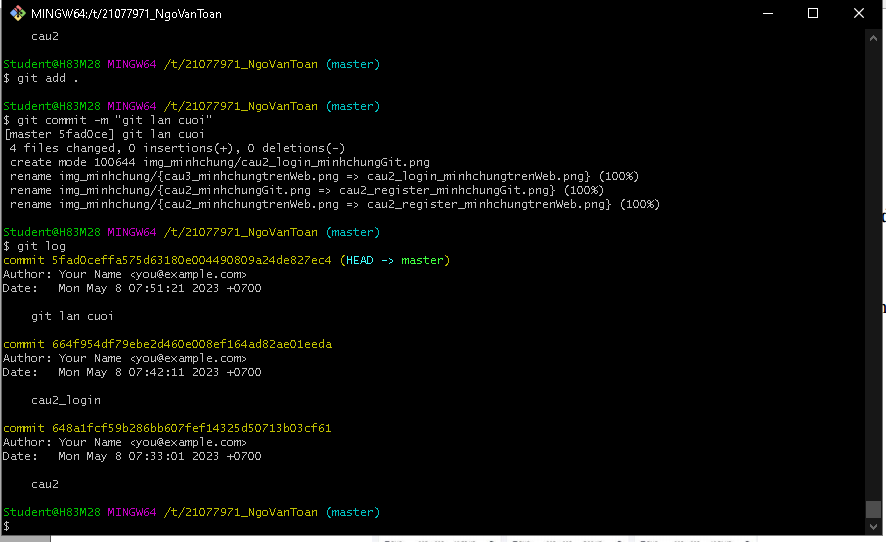 MINGW64:/t/21077971_NgoVanToan
cau2
Student@H83M28 MINGW64 /t/21077971_NgoVanToan (master)
$ git add .
Student@H83M28 MINGW64 /t/21077971_NgoVanToan (master)
$ git commit -m "git lan cuoi"
[master 5fad0ce] git lan cuoi
4 files changed, 0 insertions(+), 0 deletions(-)
create mode 100644 img_minhchung/cau2_login_minhchungGit.png
rename img_minhchung/{cau3_minhchungtrenWeb.png => cau2_login_minhchungtrenWeb.png} (100%)
rename img_minhchung/{cau2_minhchungGit.png => cau2_register_minhchungGit.png} (100%)
rename img_minhchung/{cau2_minhchungtrenWeb.png => cau2_register_minhchungtrenWeb.png} (100%)
Student@H83M28 MINGW64 /t/21077971_NgoVanToan (master)
$ git log
commit 5fad0ceffa575d63180e004490809a24de827ec4 (HEAD -> master)
Author: Your Name <you@example.com>
Date:   Mon May 8 07:51:21 2023 +0700
git lan cuoi
commit 664f954df79ebe2d460e008ef164ad82ae01eeda
Author: Your Name <you@example.com>
Date:   Mon May 8 07:42:11 2023 +0700
cau2_login
commit 648a1fcf59b286bb607fef14325d50713b03cf61
Author: Your Name <you@example.com>
Date:   Mon May 8 07:33:01 2023 +0700
cau2
Student@H83M28 MINGW64 /t/21077971_NgoVanToan (master)
$